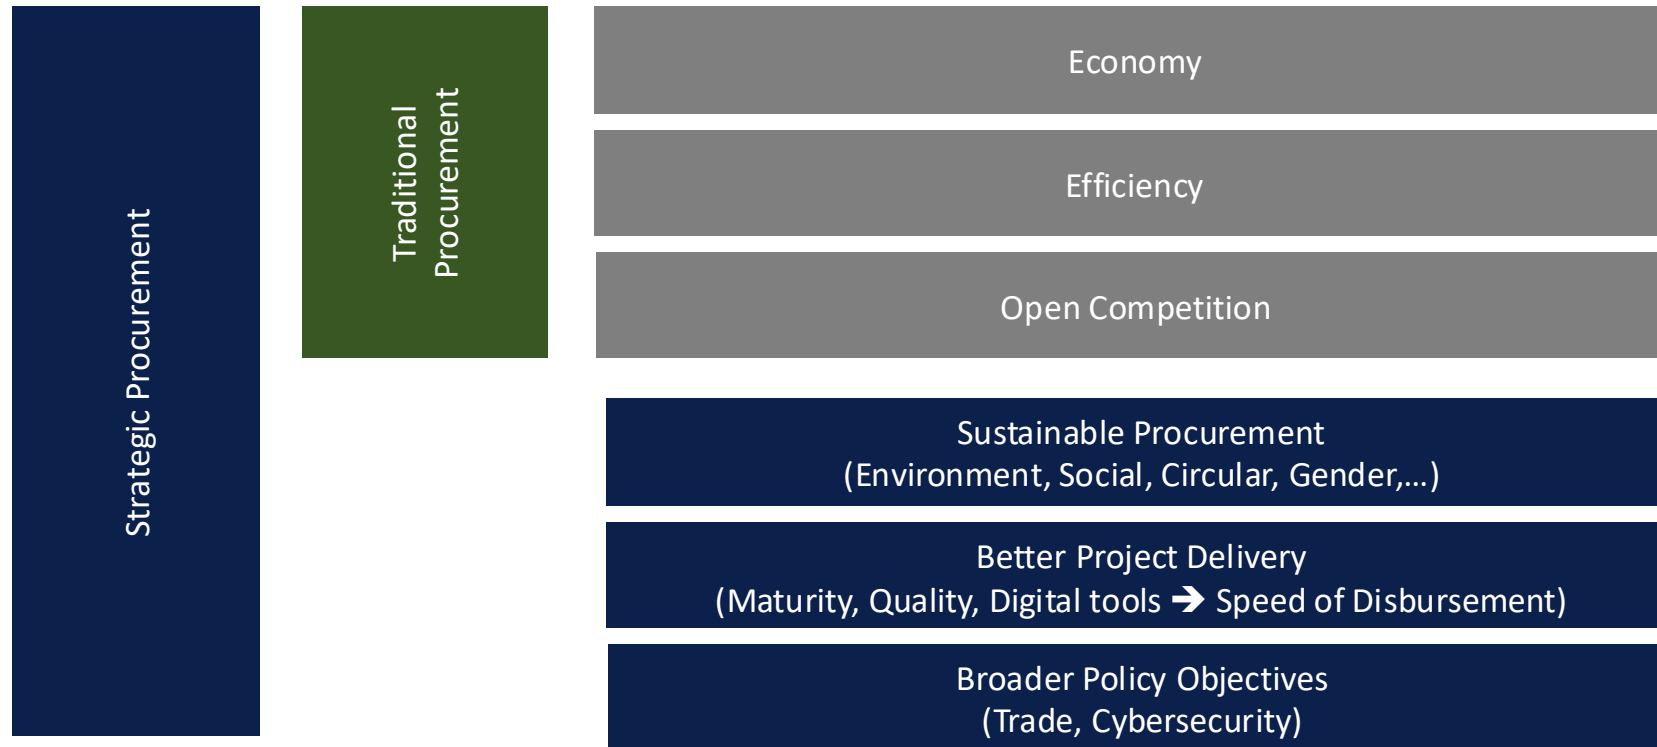 Strategic Procurement
Traditional
Procurement
Economy
Efficiency
Open Competition
Sustainable Procurement
(Environment, Social, Circular, Gender,...)
Better Project Delivery
(Maturity, Quality, Digital tools ➔ Speed of Disbursement)
Broader Policy Objectives
(Trade, Cybersecurity)